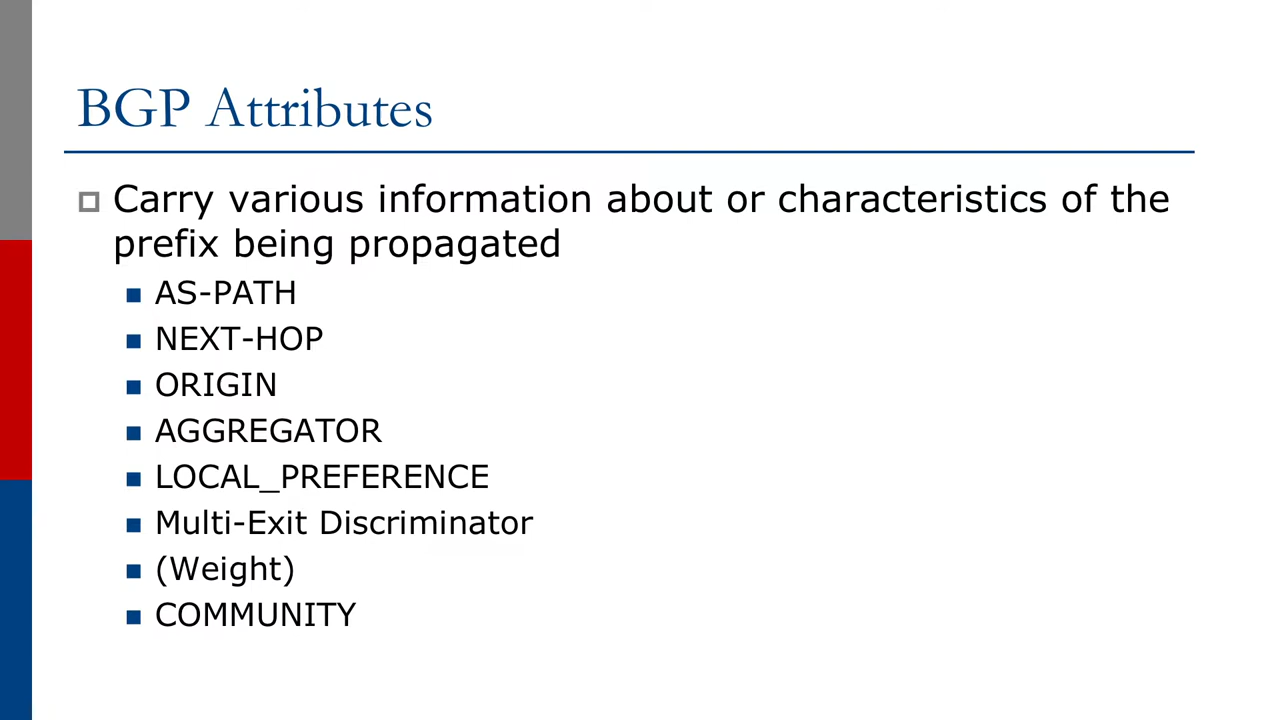 BGP Attributes
Carry various information about or characteristics of the
prefix being propagated
AS-PATH
NEXT-HOP
ORIGIN
AGGREGATOR
LOCAL_PREFERENCE
Multi-Exit Discriminator
(Weight)
COMMUNITY